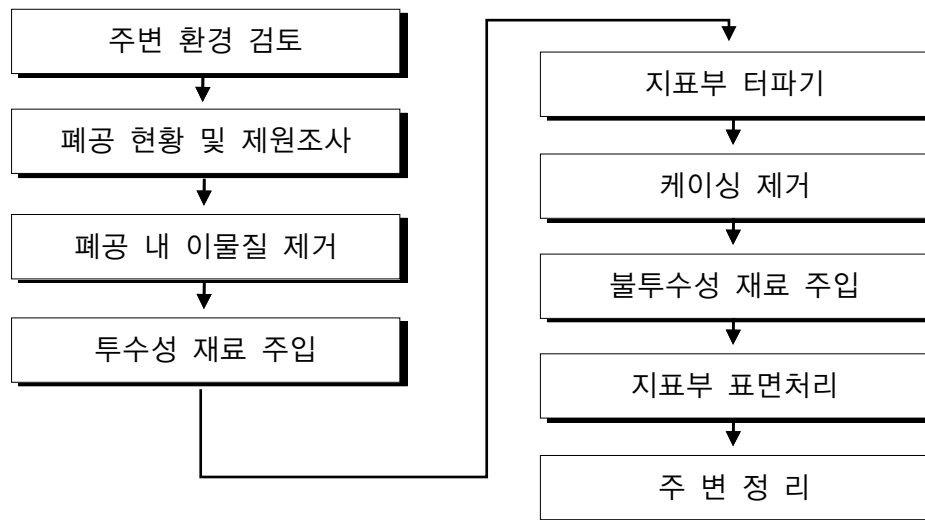 주변 환경 검토
폐공 현황 및 제원조사
폐공 내 이물질 제거
투수성 재료 주입
지표부 터파기
케이싱 제거
불투수성 재료 주입
지표부 표면처리
주 변 정 리